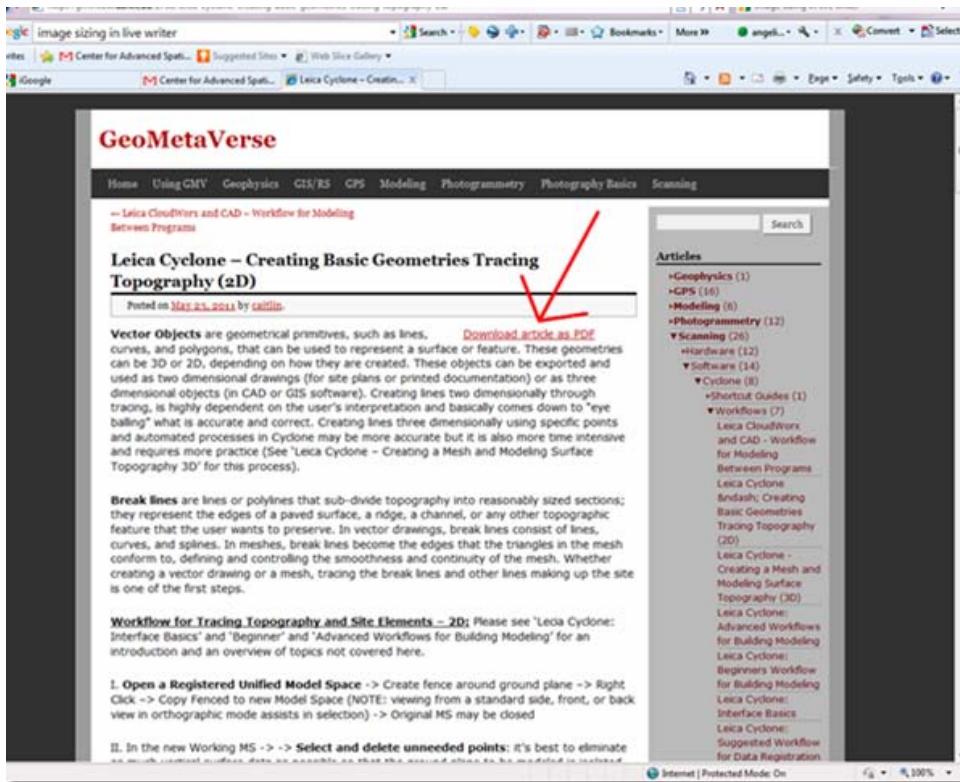 image sizing in live writer
Search
Bookmarks
More »
angeli...
Convert
Select
Center for Advanced Spati...
Suggested Sites
Web Slice Gallery
iGoogle
Center for Advanced Spati...
Leica Cyclone – Creatin...
Page
Safety
Tools
GeoMetaVerse
Home Using GMV Geophysics GIS/RS GPS Modeling Photogrammetry Photography Basics Scanning
← Leica CloudWorx and CAD – Workflow for Modeling
Between Programs
Leica Cyclone – Creating Basic Geometries Tracing
Topography (2D)
Posted on May 23, 2011 by caitlin.
Download article as PDF
Vector Objects are geometrical primitives, such as lines,
curves, and polygons, that can be used to represent a surface or feature. These geometries
can be 3D or 2D, depending on how they are created. These objects can be exported and
used as two dimensional drawings (for site plans or printed documentation) or as three
dimensional objects (in CAD or GIS software). Creating lines two dimensionally through
tracing, is highly dependent on the user's interpretation and basically comes down to "eye
balling" what is accurate and correct. Creating lines three dimensionally using specific points
and automated processes in Cyclone may be more accurate but it is also more time intensive
and requires more practice (See 'Leica Cyclone – Creating a Mesh and Modeling Surface
Topography 3D' for this process).
Break lines are lines or polylines that sub-divide topography into reasonably sized sections;
they represent the edges of a paved surface, a ridge, a channel, or any other topographic
feature that the user wants to preserve. In vector drawings, break lines consist of lines,
curves, and splines. In meshes, break lines become the edges that the triangles in the mesh
conform to, defining and controlling the smoothness and continuity of the mesh. Whether
creating a vector drawing or a mesh, tracing the break lines and other lines making up the site
is one of the first steps.
Workflow for Tracing Topography and Site Elements – 2D: Please see 'Lecia Cyclone:
Interface Basics' and 'Beginner' and 'Advanced Workflows for Building Modeling' for an
introduction and an overview of topics not covered here.
I. Open a Registered Unified Model Space -> Create fence around ground plane –> Right
Click –> Copy Fenced to new Model Space (NOTE: viewing from a standard side, front, or back
view in orthographic mode assists in selection) -> Original MS may be closed
II. In the new Working MS -> -> Select and delete unneeded points: it's best to eliminate
Search
Articles
Geophysics (1)
GPS (16)
Modeling (6)
Photogrammetry (12)
▼Scanning (26)
Hardware (12)
▼Software (14)
▼Cyclone (8)
Shortcut Guides (1)
▼Workflows (7)
Leica CloudWorx
and CAD - Workflow
for Modeling
Between Programs
Leica Cyclone
&ndash; Creating
Basic Geometries
Tracing Topography
(2D)
Leica Cyclone -
Creating a Mesh and
Modeling Surface
Topography (3D)
Leica Cyclone:
Advanced Workflows
for Building Modeling
Leica Cyclone:
Beginners Workflow
for Building Modeling
Leica Cyclone:
Interface Basics
Leica Cyclone:
Suggested Workflow
for Data Registration
Internet | Protected Mode: On
100%